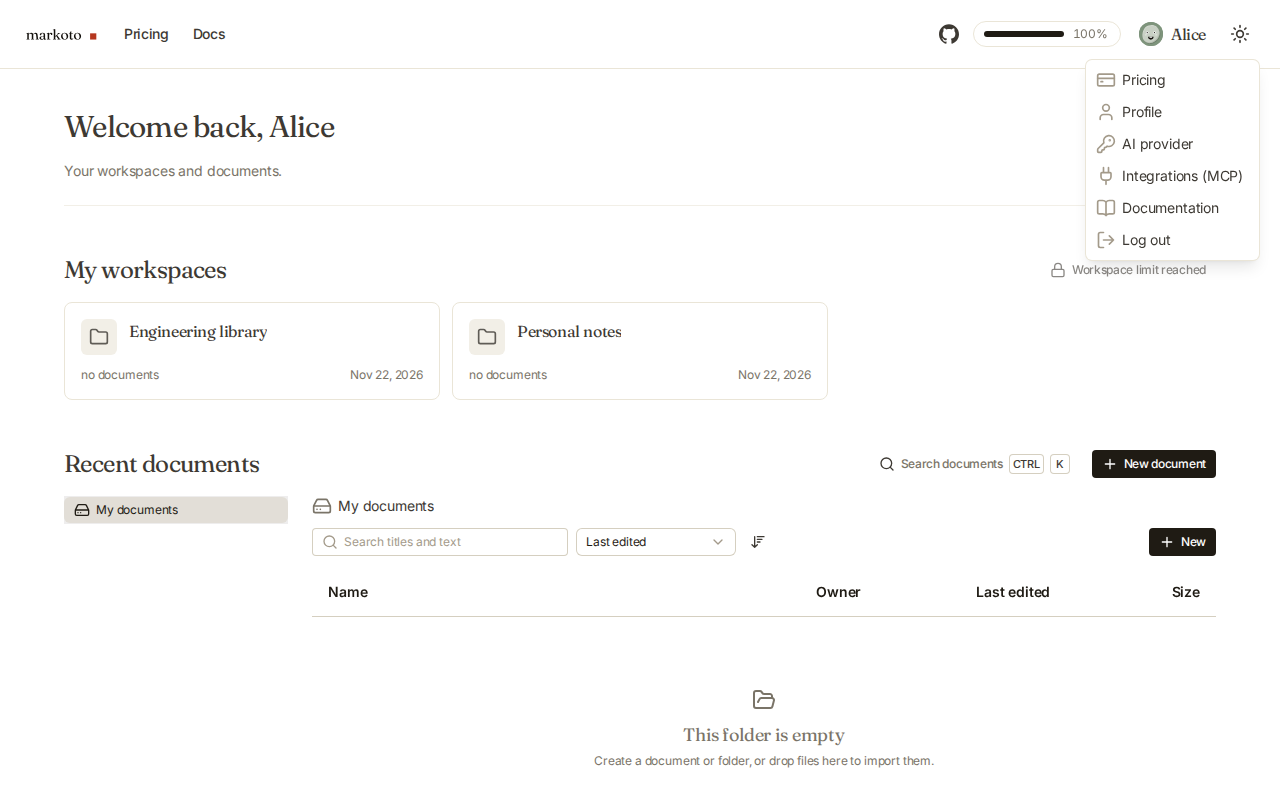 markoto
Pricing
Docs
100%
Alice
Pricing
Profile
AI provider
Integrations (MCP)
Documentation
Log out
Welcome back, Alice
Your workspaces and documents.
My workspaces
Workspace limit reached
Engineering library
no documents
Nov 22, 2026
Personal notes
no documents
Nov 22, 2026
Recent documents
Search documents
CTRL
K
New document
My documents
My documents
Search titles and text
Last edited
New
Name
Owner
Last edited
Size
This folder is empty
Create a document or folder, or drop files here to import them.